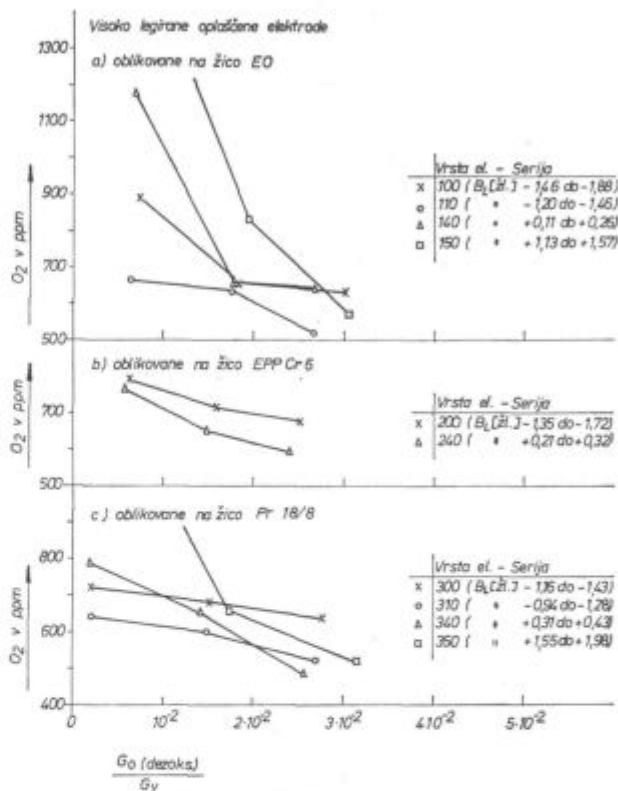 Visoko legirane oplaščene elektrode
a) oblikovane na žico EO
1300
1100
900
700
500
O2 v ppm
Vrsta el. - Serija
x 100 ( BL[žl.] - 1,46 do - 1,88)
o 110 ( " - 1,20 do - 1,45)
△ 140 ( " + 0,11 do + 0,26)
□ 150 ( " + 1,13 do + 1,57)
b) oblikovane na žico EPP Cr 6
700
500
O2 v ppm
Vrsta el. - Serija
x 200 ( BL[žl.] - 1,35 do - 1,72)
△ 240 ( " + 0,21 do + 0,32)
c) oblikovane na žico Pr 18/8
800
600
400
O2 v ppm
Vrsta el. - Serija
x 300 ( BL[žl.] - 1,16 do - 1,43)
o 310 ( " - 0,94 do - 1,28)
△ 340 ( " + 0,31 do + 0,43)
□ 350 ( " + 1,55 do + 1,98)
0 10-2 2·10-2 3·10-2 4·10-2 5·10-2
G0 (dezoks.)
Gv